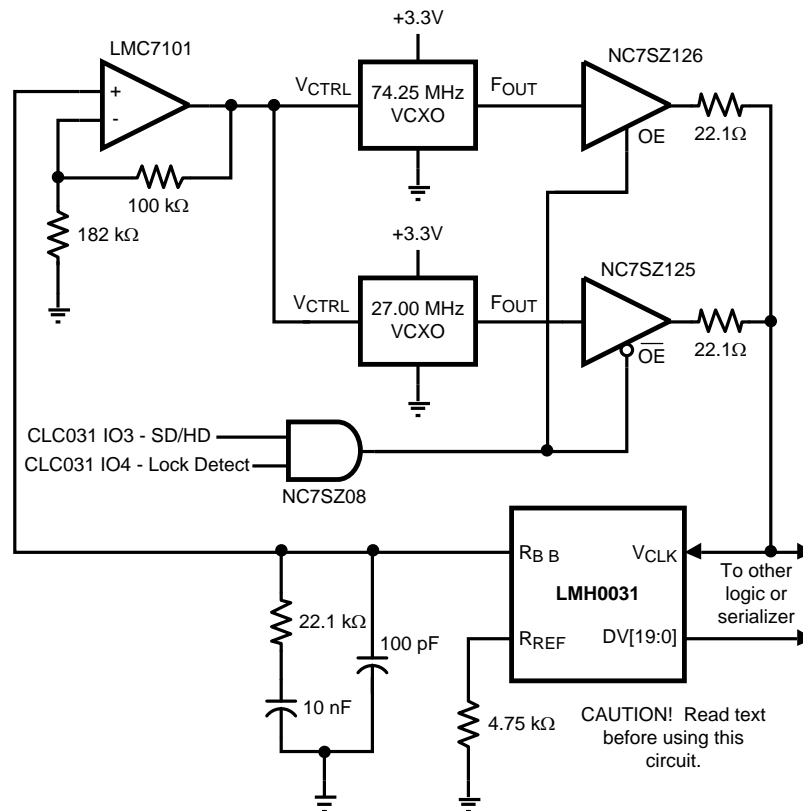 +3.3V
LMC7101
NC7SZ126
+
-
VCTRL
74.25 MHz
VCXO
FOUT
22.1Ω
OE
100 kΩ
182 kΩ
+3.3V
NC7SZ125
VCTRL
27.00 MHz
VCXO
FOUT
22.1Ω
OE
CLC031 IO3 - SD/HD
CLC031 IO4 - Lock Detect
NC7SZ08
RB B
VCLK
LMH0031
To other
logic or
serializer
22.1 kΩ
100 pF
RREF
DV[19:0]
10 nF
4.75 kΩ
CAUTION! Read text
before using this
circuit.